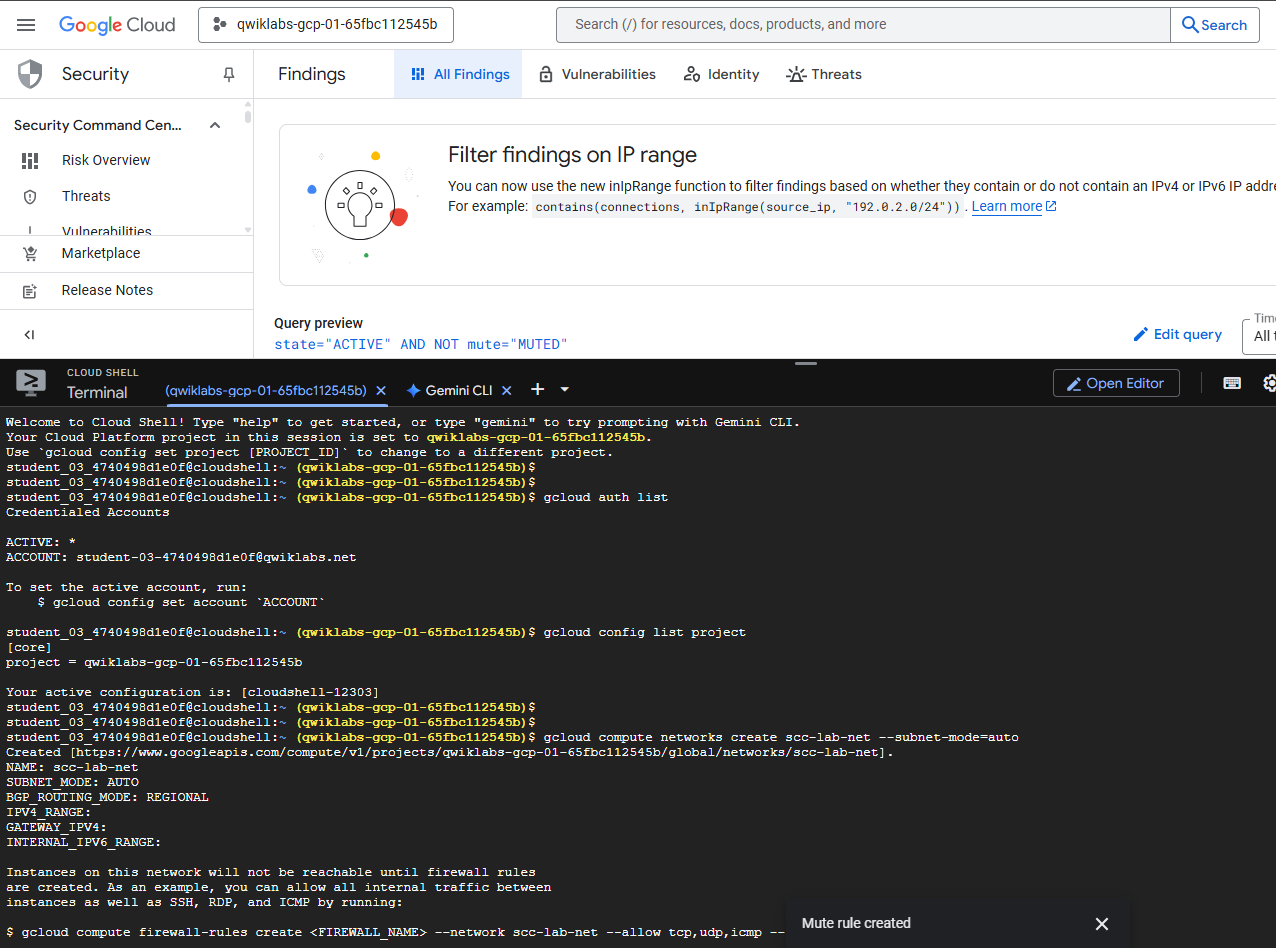 Google Cloud
qwiklabs-gcp-01-65fbc112545b
Search (/) for resources, docs, products, and more
Search
Security
Findings
All Findings
Vulnerabilities
Identity
Threats
Security Command Cen...
Risk Overview
Threats
Vulnerabilities
Marketplace
Release Notes
Filter findings on IP range
You can now use the new inIpRange function to filter findings based on whether they contain or do not contain an IPv4 or IPv6 IP addre
For example: contains(connections, inIpRange(source_ip, "192.0.2.0/24")) . Learn more
Query preview
state="ACTIVE" AND NOT mute="MUTED"
Edit query
Time
All t
CLOUD SHELL
Terminal
(qwiklabs-gcp-01-65fbc112545b)
Gemini CLI
Open Editor
Welcome to Cloud Shell! Type "help" to get started, or type "gemini" to try prompting with Gemini CLI.
Your Cloud Platform project in this session is set to qwiklabs-gcp-01-65fbc112545b.
Use `gcloud config set project [PROJECT_ID]` to change to a different project.
student_03_4740498d1e0f@cloudshell:~ (qwiklabs-gcp-01-65fbc112545b)$
student_03_4740498d1e0f@cloudshell:~ (qwiklabs-gcp-01-65fbc112545b)$
student_03_4740498d1e0f@cloudshell:~ (qwiklabs-gcp-01-65fbc112545b)$ gcloud auth list
Credentialed Accounts
ACTIVE: *
ACCOUNT: student-03-4740498d1e0f@qwiklabs.net
To set the active account, run:
$ gcloud config set account `ACCOUNT`
student_03_4740498d1e0f@cloudshell:~ (qwiklabs-gcp-01-65fbc112545b)$ gcloud config list project
[core]
project = qwiklabs-gcp-01-65fbc112545b
Your active configuration is: [cloudshell-12303]
student_03_4740498d1e0f@cloudshell:~ (qwiklabs-gcp-01-65fbc112545b)$
student_03_4740498d1e0f@cloudshell:~ (qwiklabs-gcp-01-65fbc112545b)$
student_03_4740498d1e0f@cloudshell:~ (qwiklabs-gcp-01-65fbc112545b)$ gcloud compute networks create scc-lab-net --subnet-mode=auto
Created [https://www.googleapis.com/compute/v1/projects/qwiklabs-gcp-01-65fbc112545b/global/networks/scc-lab-net].
NAME: scc-lab-net
SUBNET_MODE: AUTO
BGP_ROUTING_MODE: REGIONAL
IPV4_RANGE:
GATEWAY_IPV4:
INTERNAL_IPV6_RANGE:
Instances on this network will not be reachable until firewall rules
are created. As an example, you can allow all internal traffic between
instances as well as SSH, RDP, and ICMP by running:
$ gcloud compute firewall-rules create <FIREWALL_NAME> --network scc-lab-net --allow tcp,udp,icmp --
Mute rule created